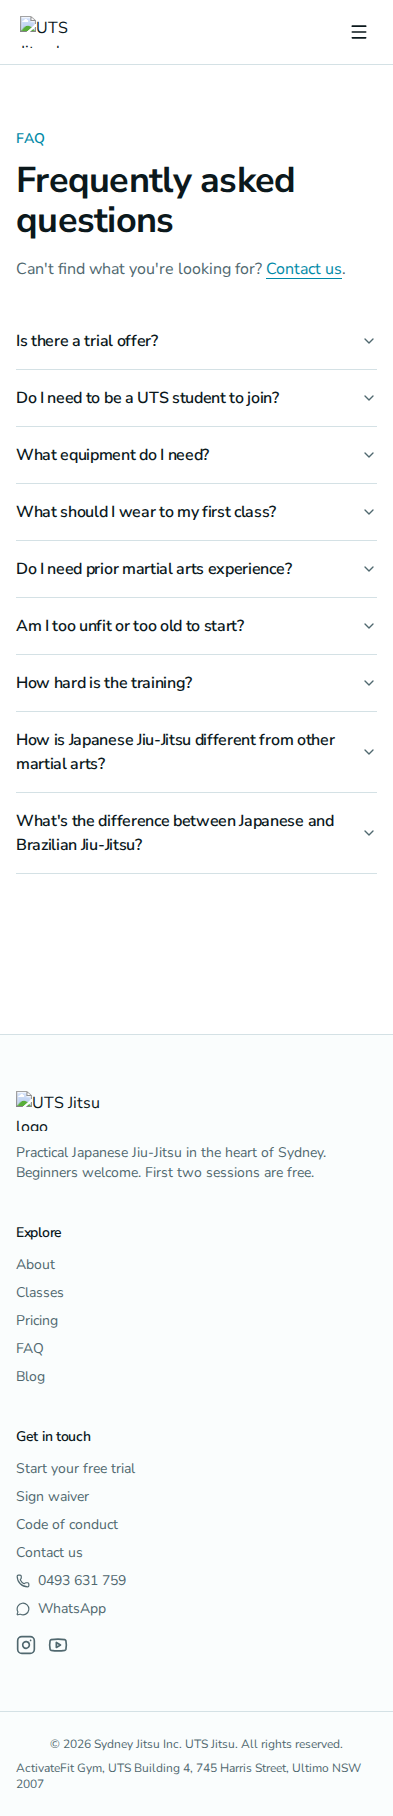 UTS
FAQ
Frequently asked
questions
Can't find what you're looking for? Contact us.
Is there a trial offer?
Do I need to be a UTS student to join?
What equipment do I need?
What should I wear to my first class?
Do I need prior martial arts experience?
Am I too unfit or too old to start?
How hard is the training?
How is Japanese Jiu-Jitsu different from other
martial arts?
What's the difference between Japanese and
Brazilian Jiu-Jitsu?
UTS Jitsu
logo
Practical Japanese Jiu-Jitsu in the heart of Sydney.
Beginners welcome. First two sessions are free.
Explore
About
Classes
Pricing
FAQ
Blog
Get in touch
Start your free trial
Sign waiver
Code of conduct
Contact us
0493 631 759
WhatsApp
© 2026 Sydney Jitsu Inc. UTS Jitsu. All rights reserved.
ActivateFit Gym, UTS Building 4, 745 Harris Street, Ultimo NSW
2007